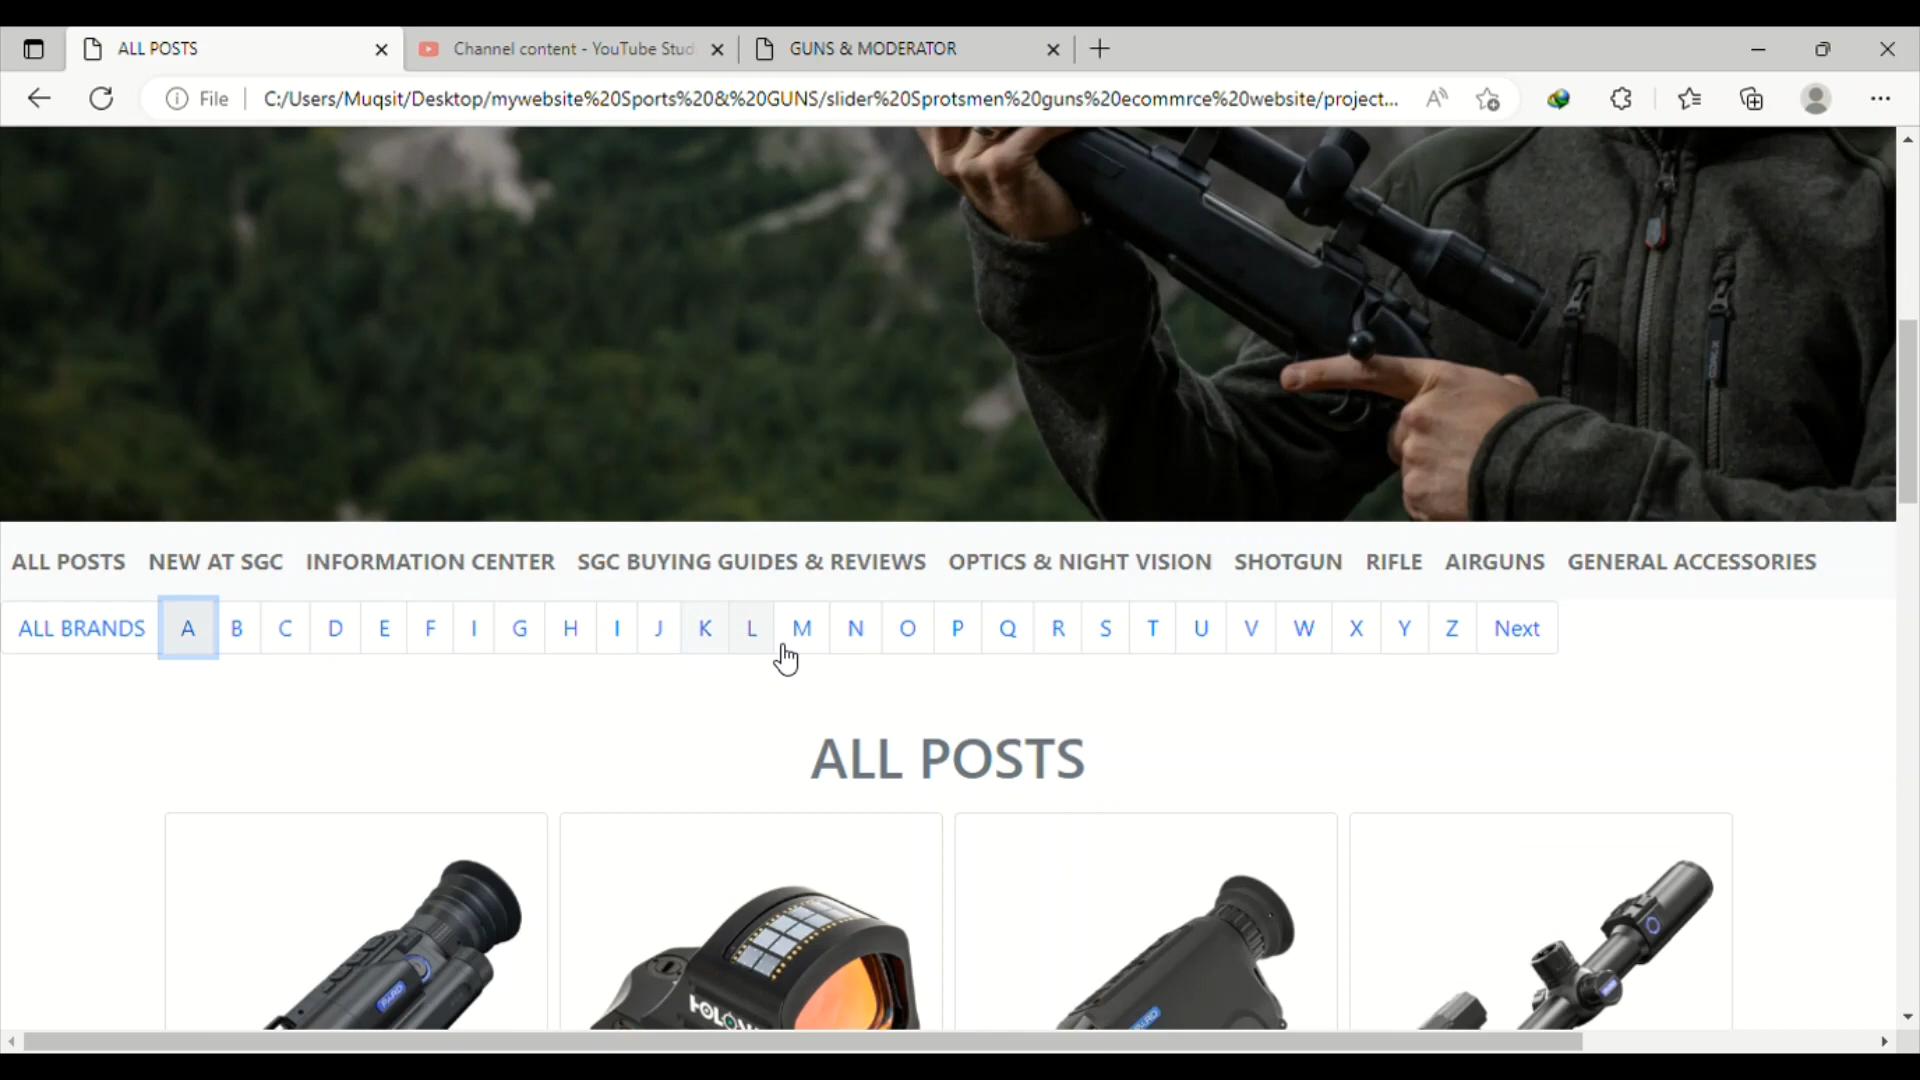 ALL POSTS
Channel content - YouTube Stud
GUNS & MODERATOR
File
C:/Users/Muqsit/Desktop/mywebsite%20Sports%20&%20GUNS/slider%20Sprotsmen%20guns%20ecommrce%20website/project...
ALL POSTS NEW AT SGC INFORMATION CENTER SGC BUYING GUIDES & REVIEWS OPTICS & NIGHT VISION SHOTGUN RIFLE AIRGUNS GENERAL ACCESSORIES
ALL BRANDS A B C D E F I G H I J K L M N O P Q R S T U V W X Y Z Next
ALL POSTS
PARD